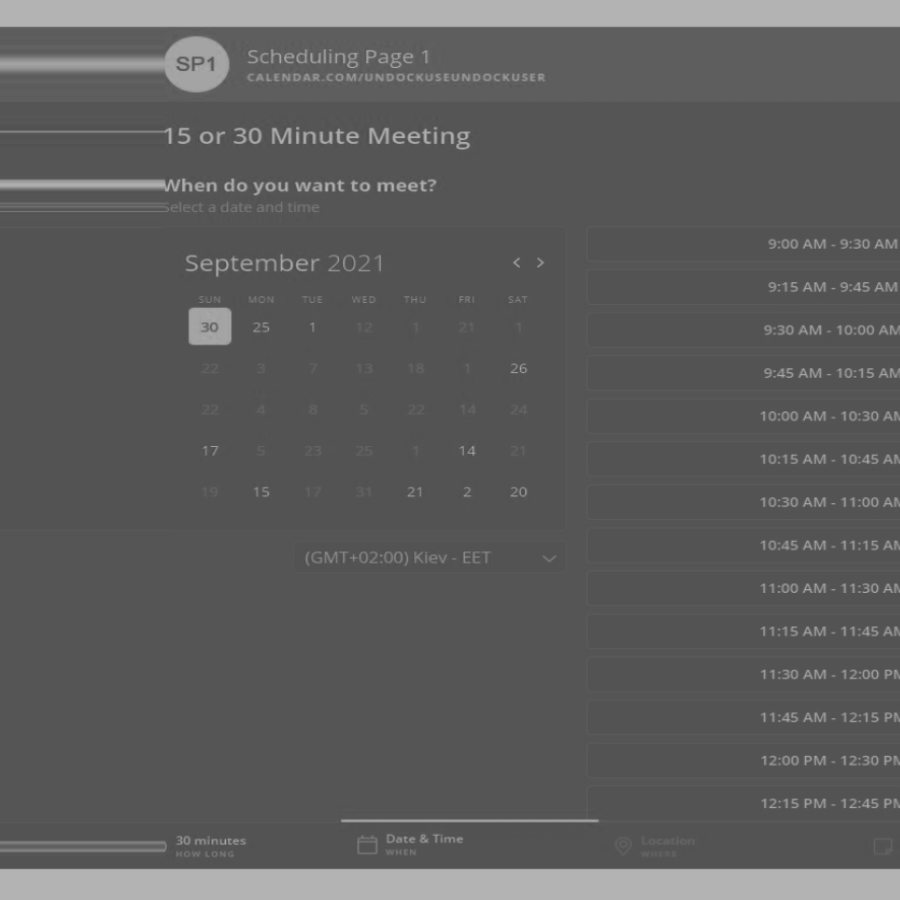 SP1
Scheduling Page 1
CALENDAR.COM/UNDOCKUSEUNDOCKUSER
15 or 30 Minute Meeting
When do you want to meet?
Select a date and time
September 2021 < >
SUN MON TUE WED THU FRI SAT
30 25 1 12 1 21 1
22 3 7 13 18 1 26
22 4 8 5 22 14 24
17 5 23 25 1 14 21
19 15 17 31 21 2 20
(GMT+02:00) Kiev - EET
9:00 AM - 9:30 AM
9:15 AM - 9:45 AM
9:30 AM - 10:00 AM
9:45 AM - 10:15 AM
10:00 AM - 10:30 AM
10:15 AM - 10:45 AM
10:30 AM - 11:00 AM
10:45 AM - 11:15 AM
11:00 AM - 11:30 AM
11:15 AM - 11:45 AM
11:30 AM - 12:00 PM
11:45 AM - 12:15 PM
12:00 PM - 12:30 PM
12:15 PM - 12:45 PM
30 minutes
HOW LONG
Date & Time
WHEN
Location
WHERE